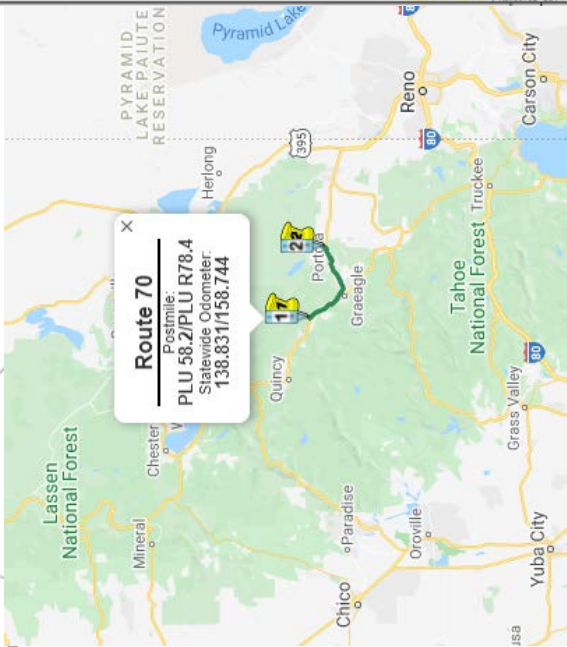 PYRAMID
LAKE PAIUTE
RESERVATION
Pyramid Lake
80
Reno
Carson City
395
80
Herlong
Truckee
×
Route 70
Postmile:
PLU 58.2/PLU R78.4
Statewide Odometer:
138.831/158.744
Portola
Graeagle
Tahoe
National Forest
Quincy
80
Grass Valley
Lassen
National Forest
Chester
W
Mineral
Paradise
Oroville
Chico
Yuba City
usa